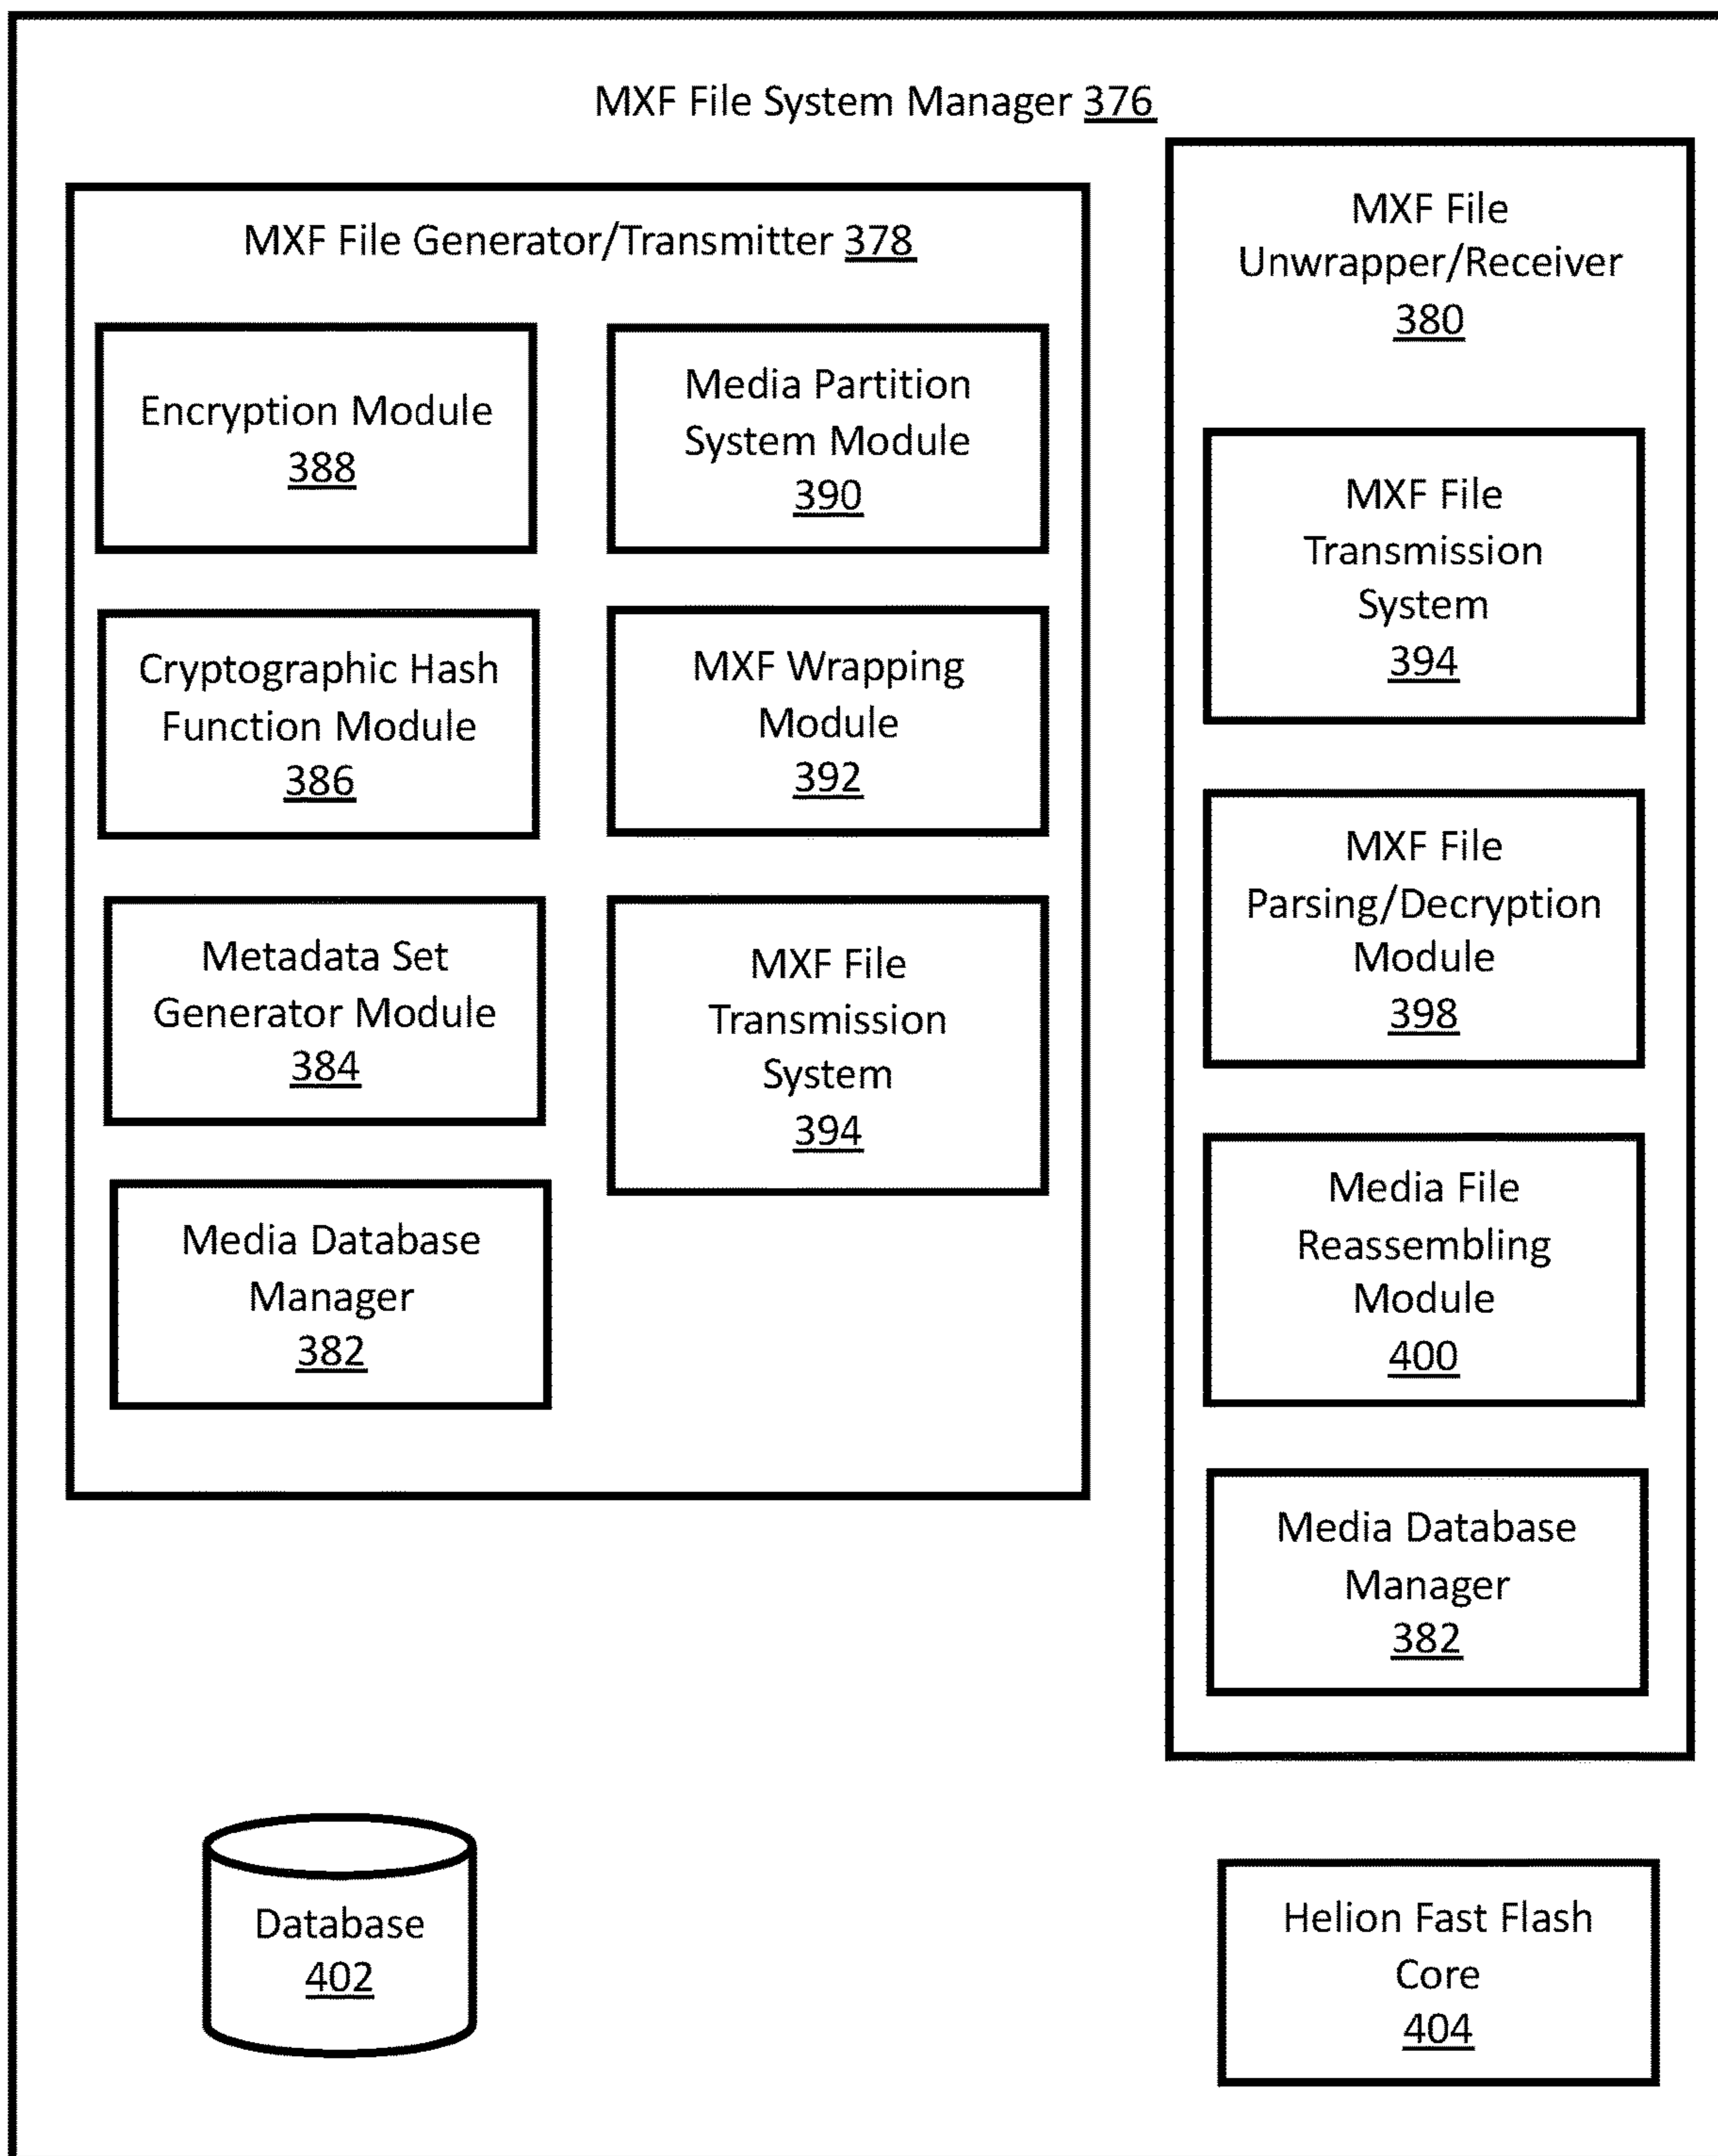 MXF File System Manager 376
MXF File Generator/Transmitter 378
Encryption Module
388
Media Partition
System Module
390
Cryptographic Hash
Function Module
386
MXF Wrapping
Module
392
Metadata Set
Generator Module
384
MXF File
Transmission
System
394
Media Database
Manager
382
MXF File
Unwrapper/Receiver
380
MXF File
Transmission
System
394
MXF File
Parsing/Decryption
Module
398
Media File
Reassembling
Module
400
Media Database
Manager
382
Database
402
Helion Fast Flash
Core
404